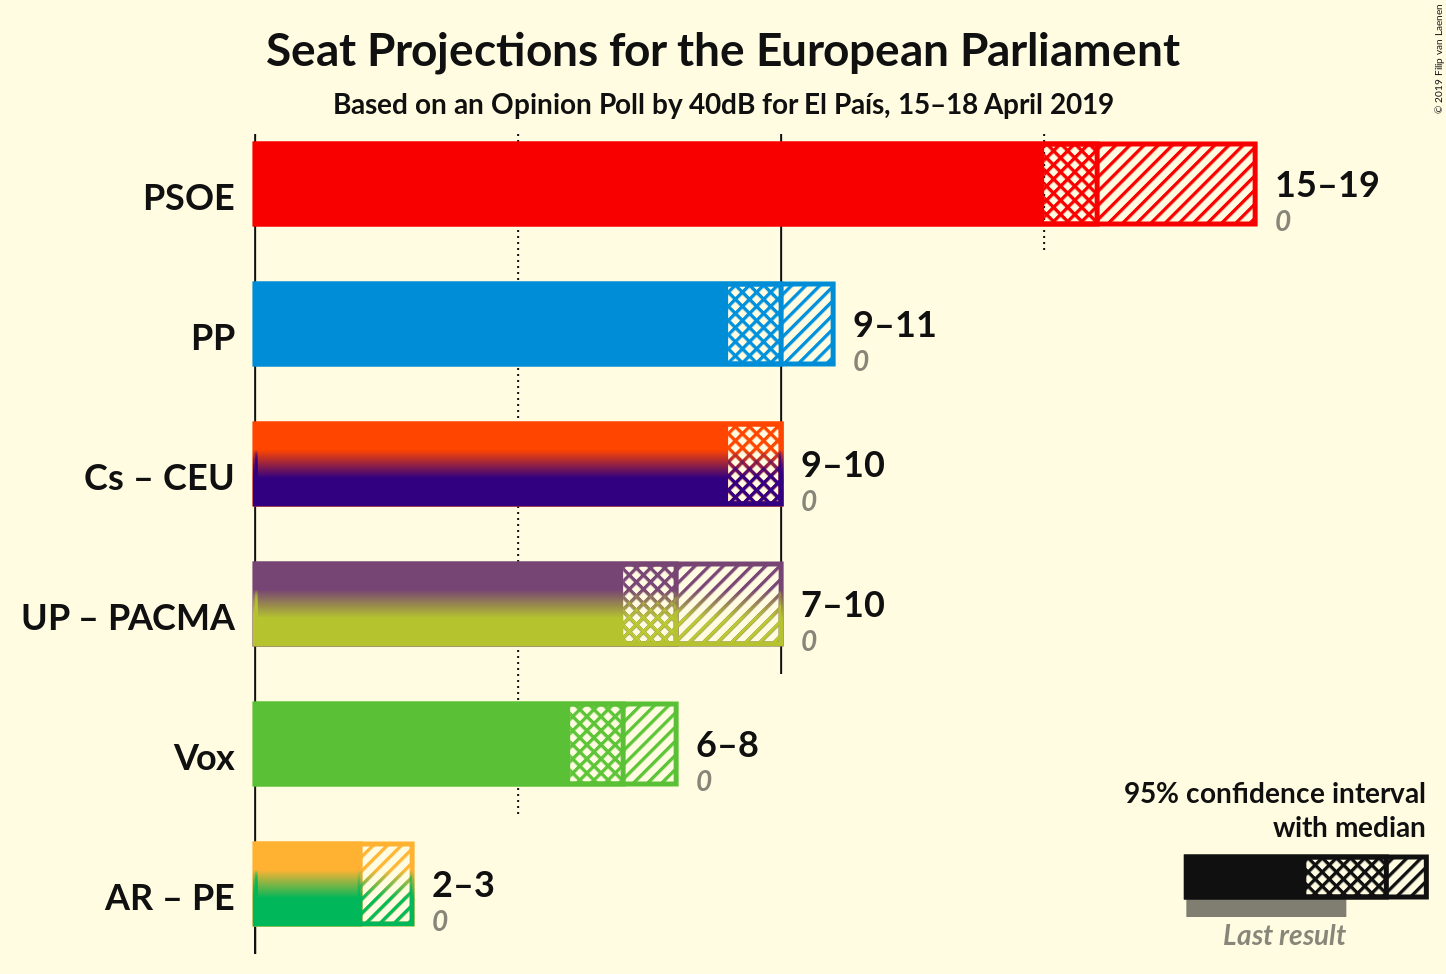 Seat Projections for the European Parliament
Based on an Opinion Poll by 40dB for El País, 15–18 April 2019
© 2019 Filip van Laenen
PSOE
15–19
0
PP
9–11
0
Cs – CEU
9–10
0
UP – PACMA
7–10
0
Vox
6–8
0
AR – PE
2–3
0
95% confidence interval
with median
Last result